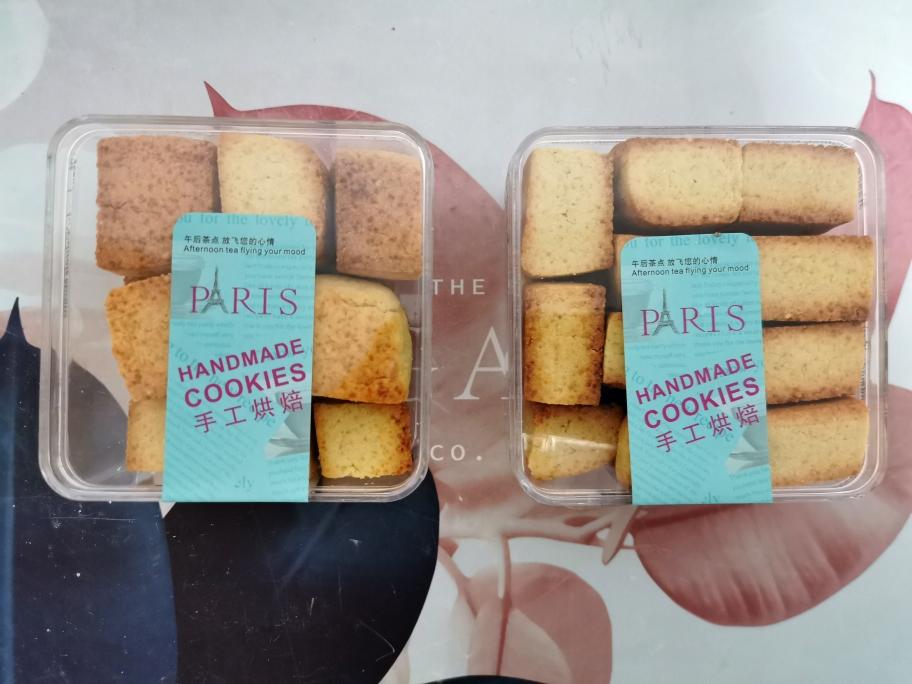 u for the lovely
午后茶点 放飞您的心情
Afternoon tea flying your mood
PARIS
HANDMADE
COOKIES
手工烘焙
ely
u for the lovely
午后茶点 放飞您的心情
Afternoon tea flying your mood
PARIS
HANDMADE
COOKIES
手工烘焙
THE
A
CO.